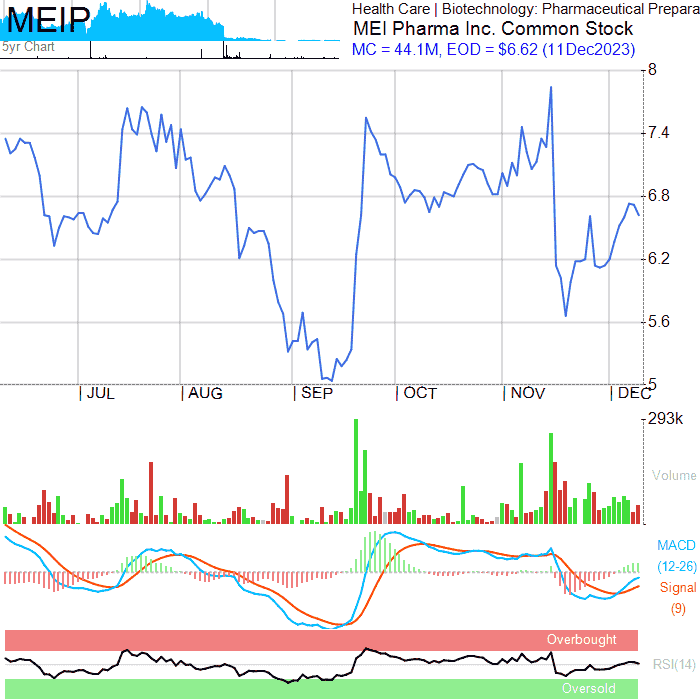 MEIP
5yr Chart
Health Care | Biotechnology: Pharmaceutical Prepara
MEI Pharma Inc. Common Stock
MC = 44.1M, EOD = $6.62 (11Dec2023)
8
7.4
6.8
6.2
5.6
5
JUL AUG SEP OCT NOV DEC
293k
Volume
MACD
(12-26)
Signal
(9)
Overbought
RSI(14)
Oversold